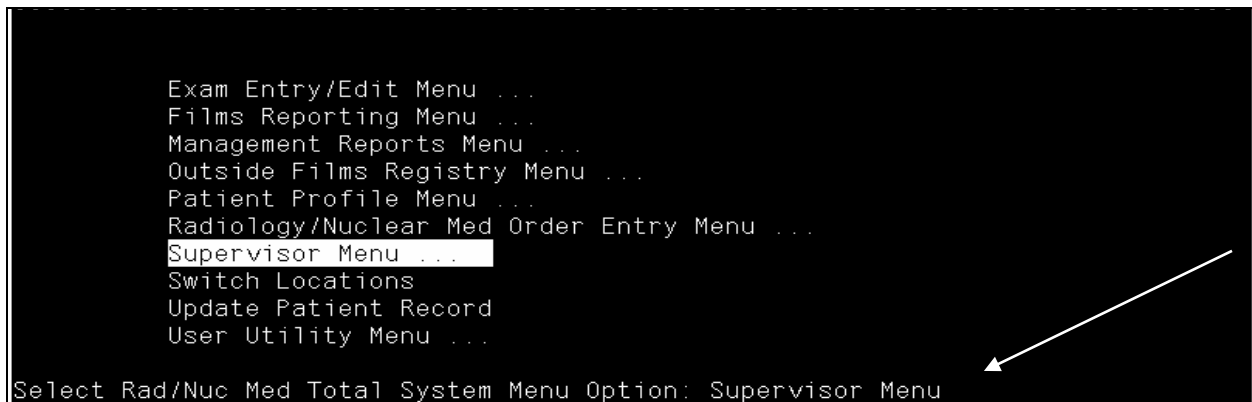 Exam Entry/Edit Menu ...
Films Reporting Menu ...
Management Reports Menu ...
Outside Films Registry Menu ...
Patient Profile Menu ...
Radiology/Nuclear Med Order Entry Menu ...
Supervisor Menu ...
Switch Locations
Update Patient Record
User Utility Menu ...
Select Rad/Nuc Med Total System Menu Option: Supervisor Menu